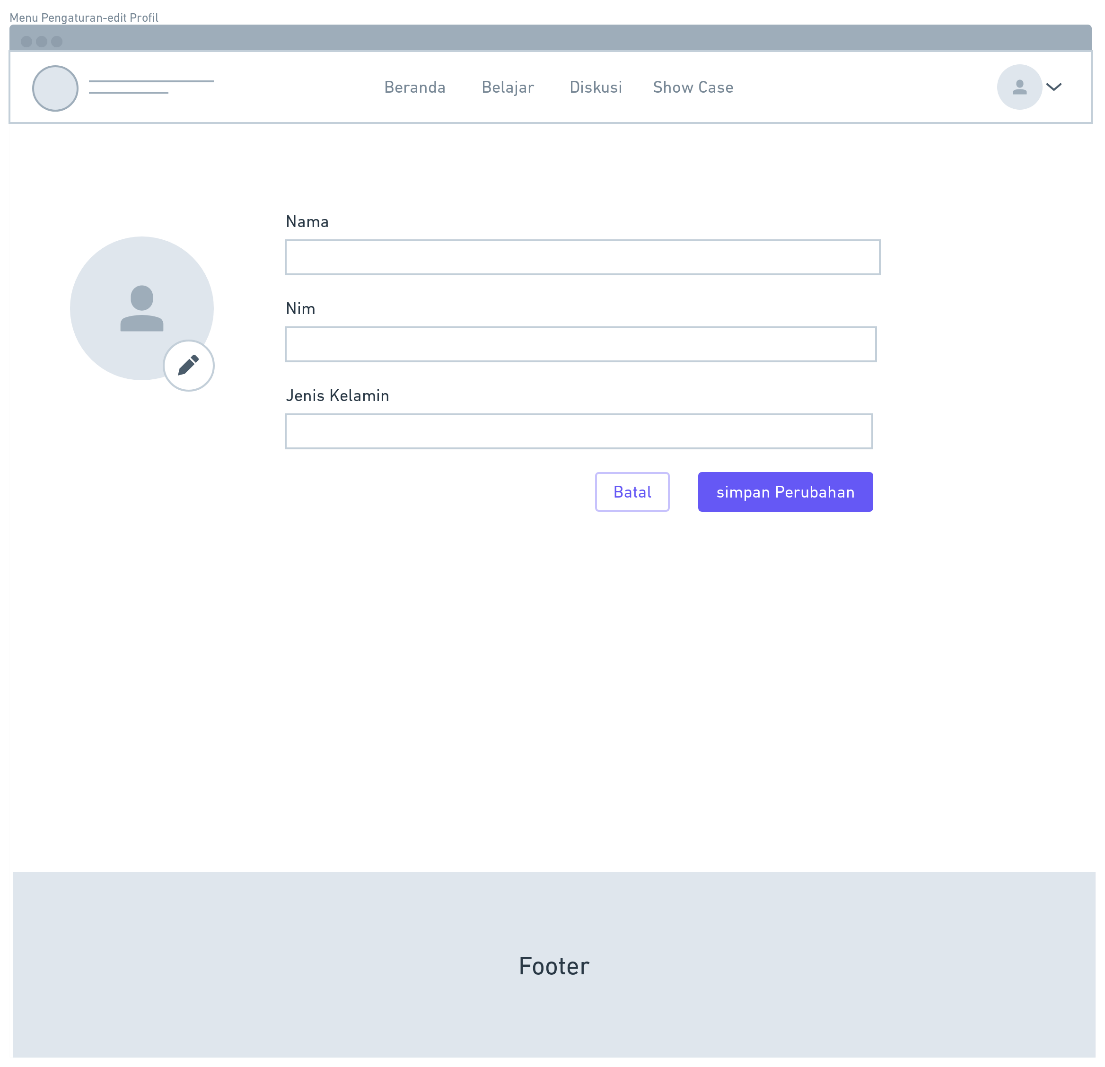 Menu Pengaturan-edit Profil
Beranda Belajar Diskusi Show Case
Nama
Nim
Jenis Kelamin
Batal simpan Perubahan
Footer